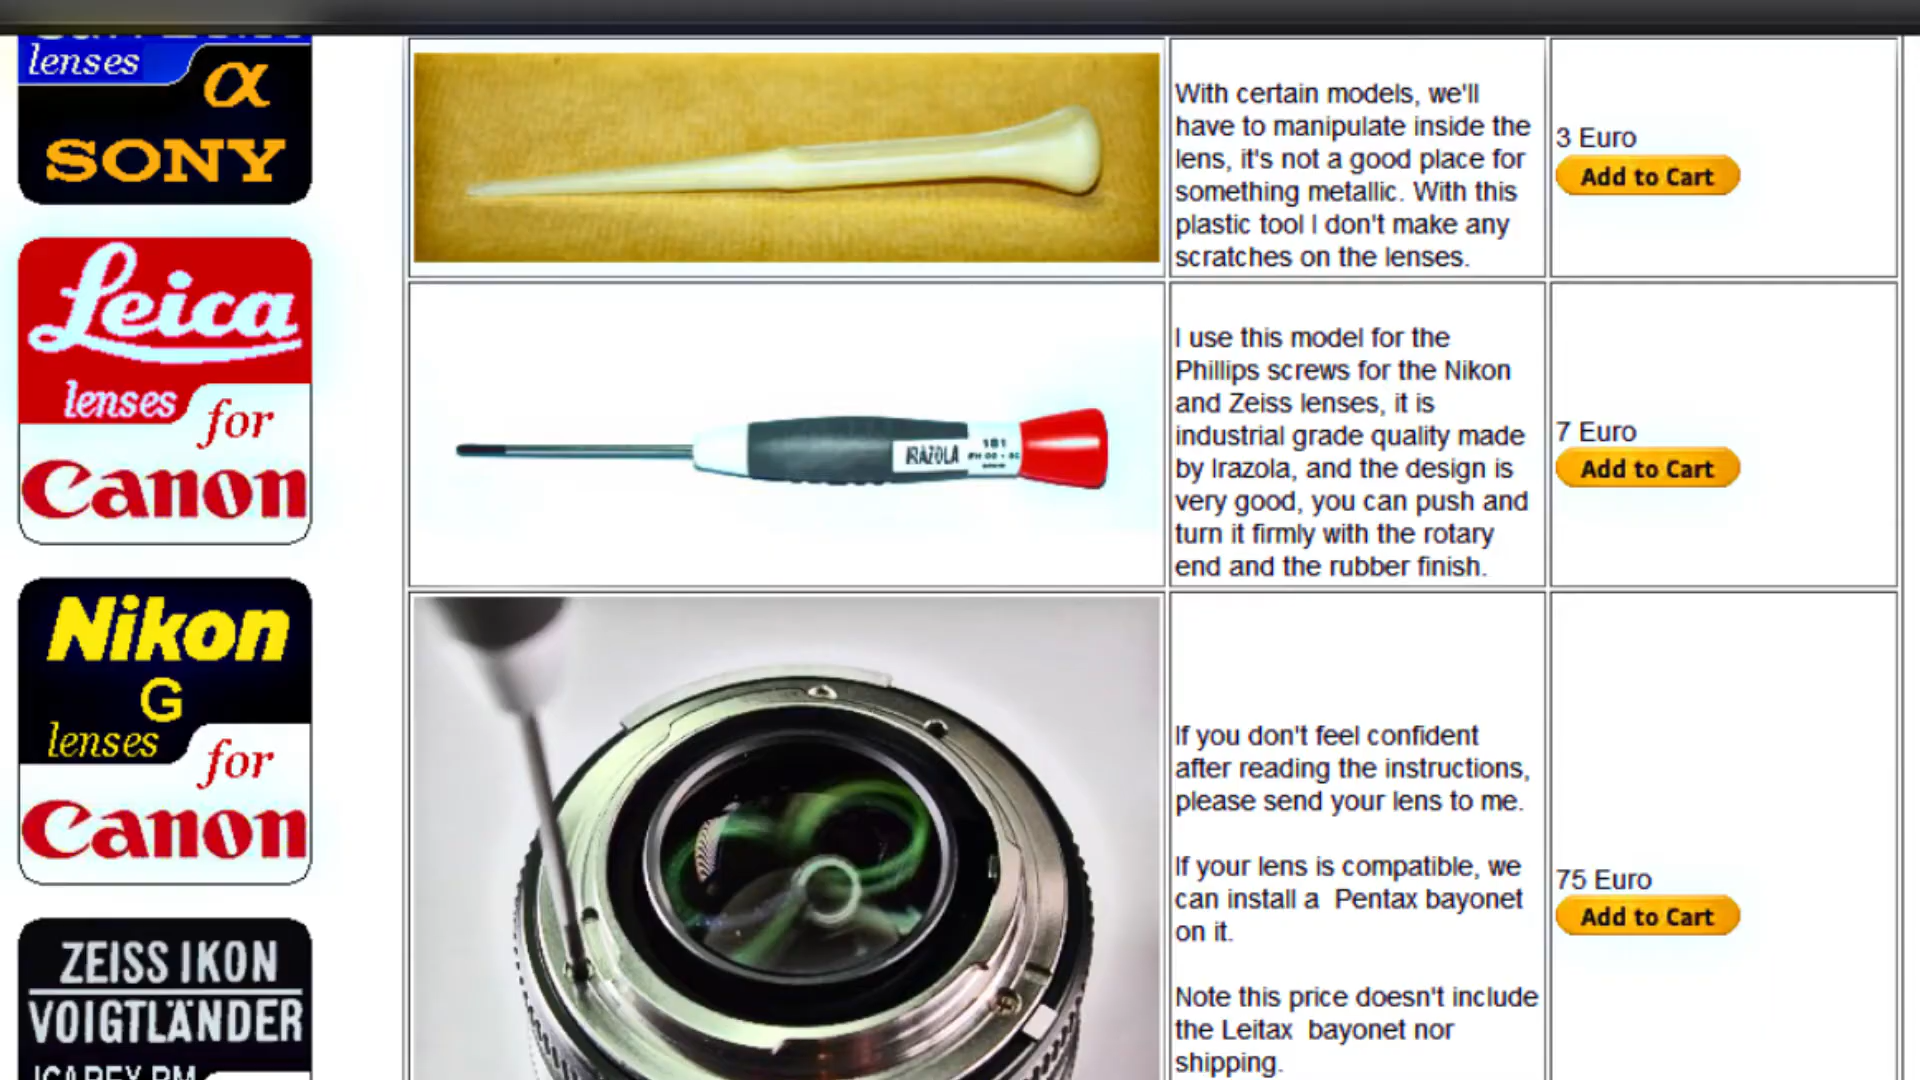 lenses
α
SONY
Leica
lenses for
Canon
Nikon
G
lenses for
Canon
ZEISS IKON
VOIGTLÄNDER
With certain models, we'll
have to manipulate inside the
lens, it's not a good place for
something metallic. With this
plastic tool I don't make any
scratches on the lenses.
3 Euro
Add to Cart
IRAZOLA
181
I use this model for the
Phillips screws for the Nikon
and Zeiss lenses, it is
industrial grade quality made
by Irazola, and the design is
very good, you can push and
turn it firmly with the rotary
end and the rubber finish.
7 Euro
Add to Cart
If you don't feel confident
after reading the instructions,
please send your lens to me.
If your lens is compatible, we
can install a Pentax bayonet
on it.
Note this price doesn't include
the Leitax bayonet nor
shipping.
75 Euro
Add to Cart